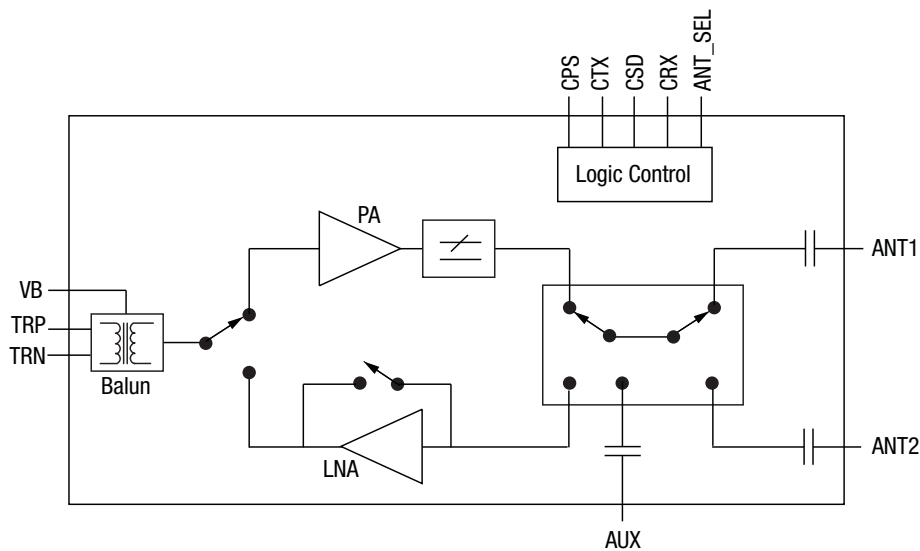 CPS
CTX
CSD
CRX
ANT_SEL
Logic Control
PA
ANT1
VB
TRP
TRN
Balun
LNA
ANT2
AUX